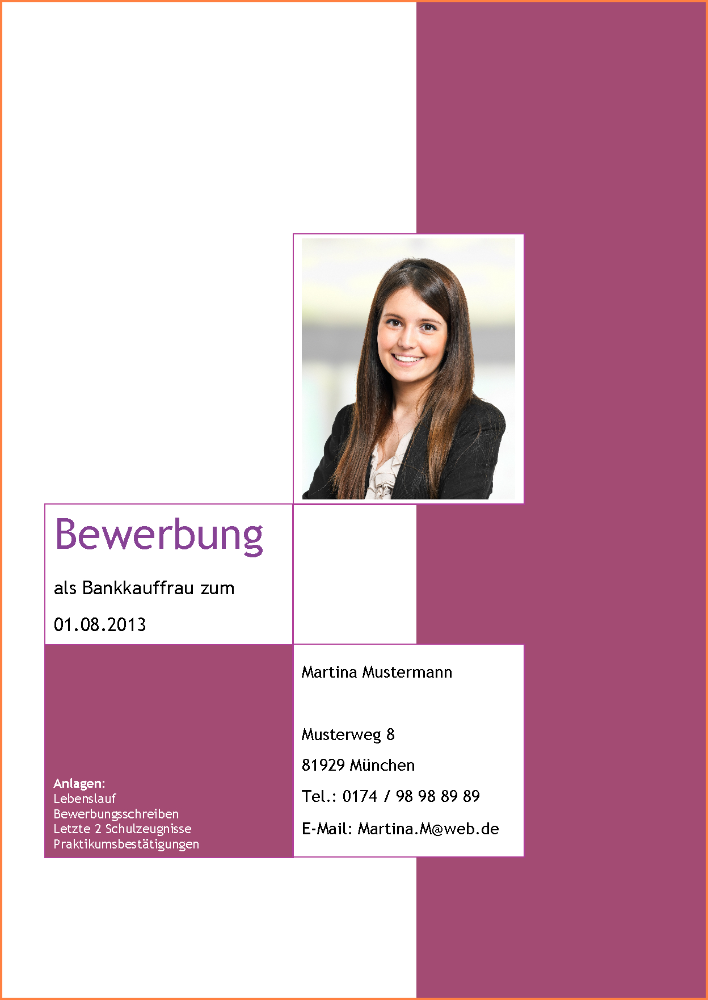 Bewerbung
als Bankkauffrau zum
01.08.2013
Martina Mustermann
Musterweg 8
81929 München
Tel.: 0174 / 98 98 89 89
E-Mail: Martina.M@web.de
Anlagen:
Lebenslauf
Bewerbungsschreiben
Letzte 2 Schulzeugnisse
Praktikumsbestätigungen